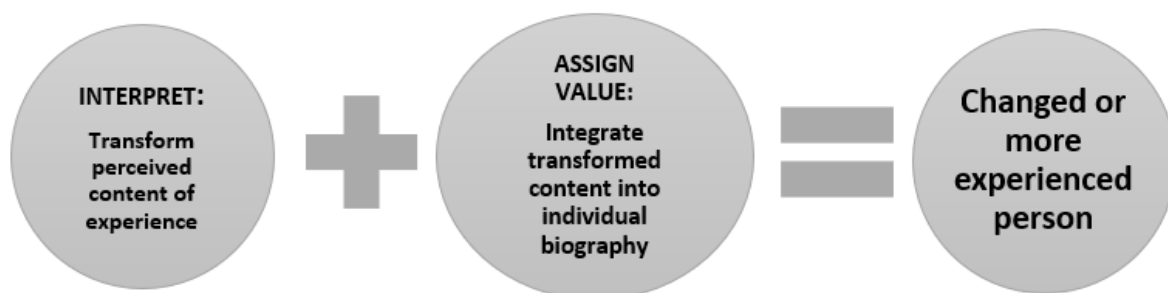 INTERPRET:
Transform
perceived
content of
experience
ASSIGN
VALUE:
Integrate
transformed
content into
individual
biography
Changed or
more
experienced
person